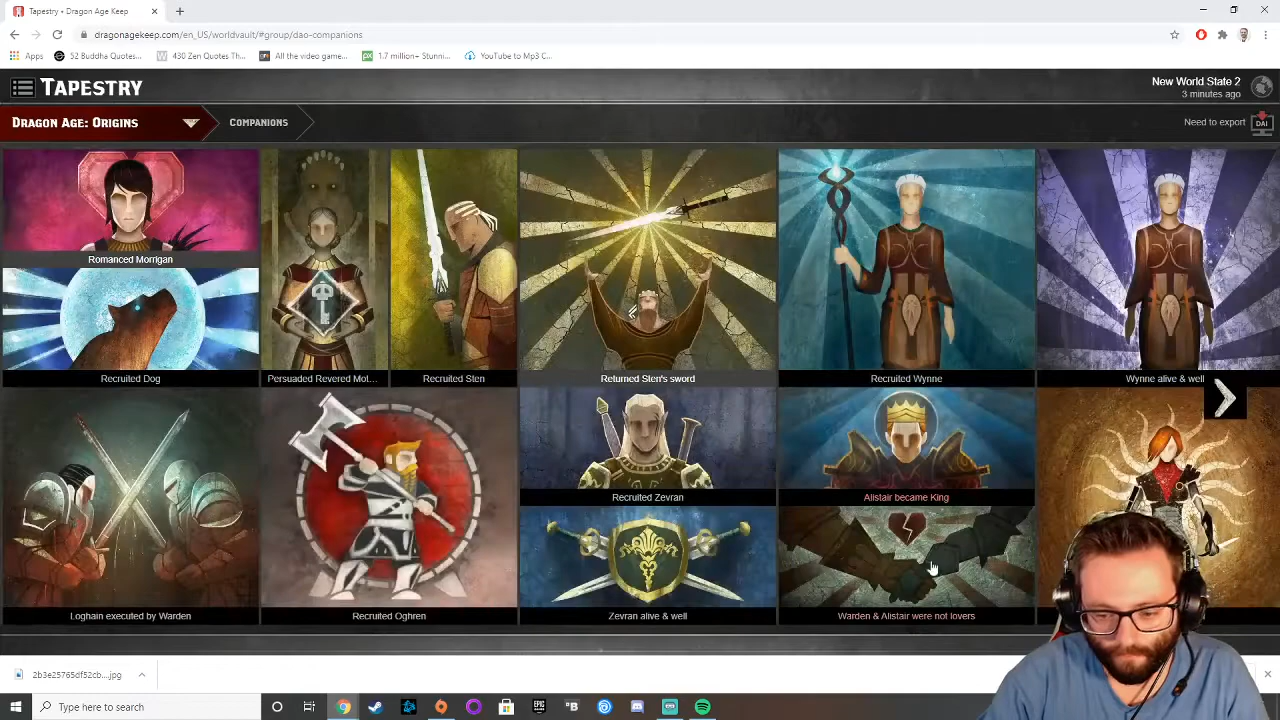 Tapestry • Dragon Age Keep
dragonagekeep.com/en_US/worldvault/#group/dao-companions
Apps
52 Buddha Quotes...
430 Zen Quotes Th...
All the video game...
1.7 million+ Stunni...
YouTube to Mp3 C...
TAPESTRY
New World State 2
3 minutes ago
DRAGON AGE: ORIGINS
COMPANIONS
Need to export
DAI
Romanced Morrigan
Recruited Dog
Persuaded Revered Mot...
Recruited Sten
Returned Sten's sword
Recruited Wynne
Wynne alive & well
Loghain executed by Warden
Recruited Oghren
Recruited Zevran
Zevran alive & well
Alistair became King
Warden & Alistair were not lovers
2b3e25765df52cb....jpg
Type here to search
EPIC
B